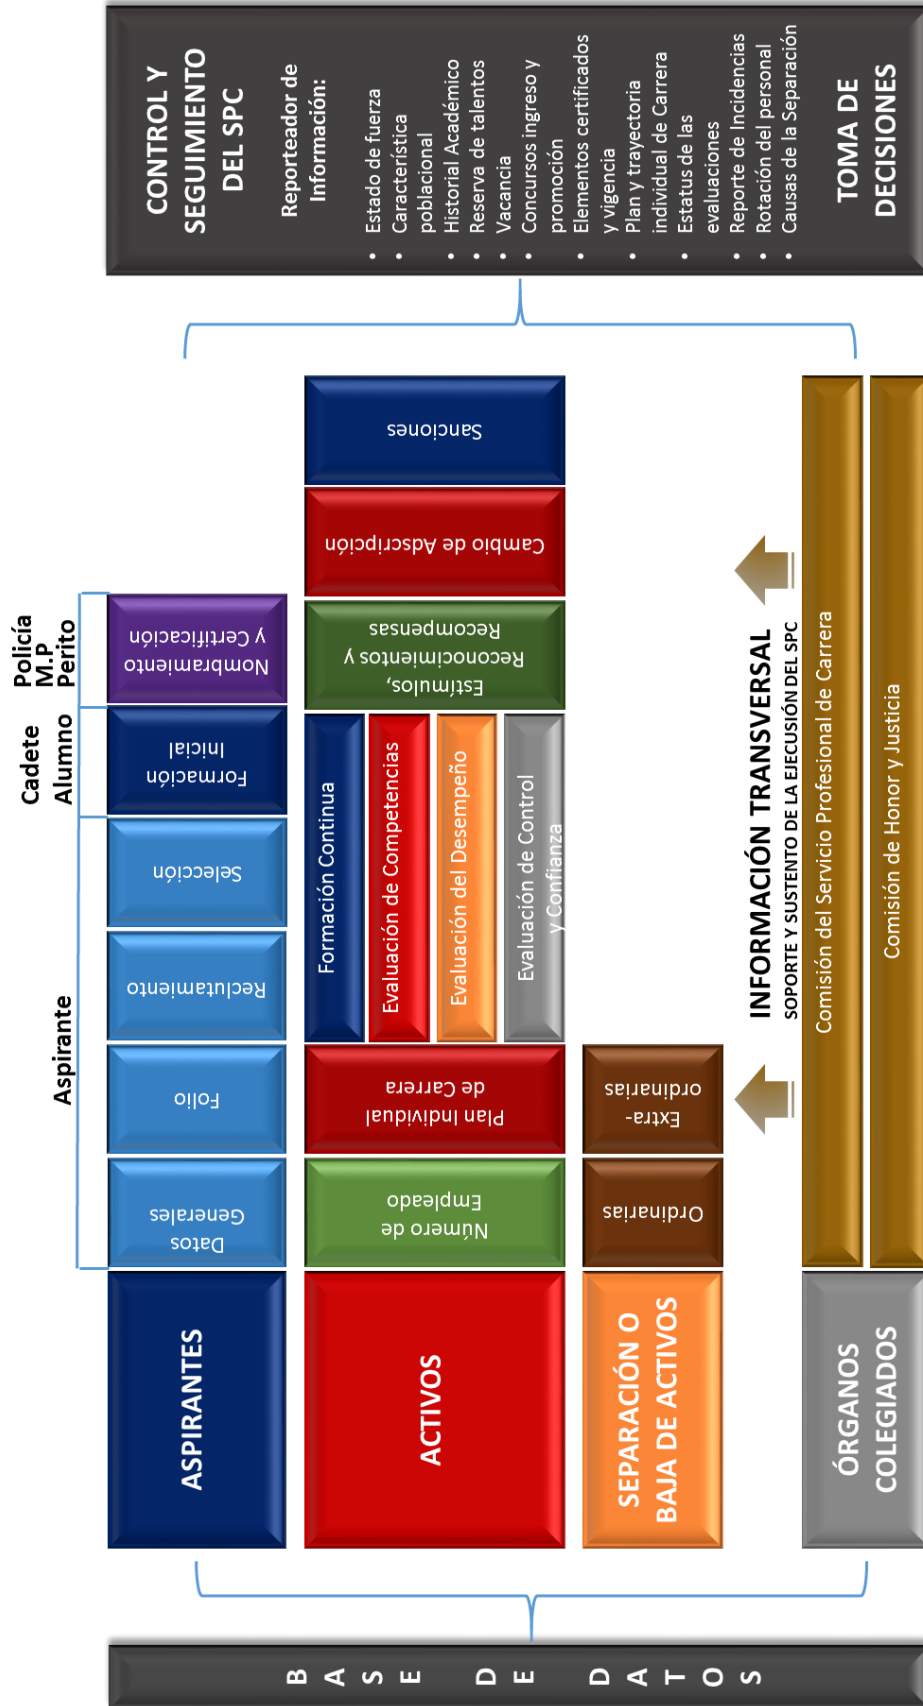 BASE DE DATOS
ASPIRANTES
Aspirante
Cadete
Alumno
Policía
M.P
Perito
Datos
Generales
Folio
Reclutamiento
Selección
Formación
Inicial
Nombramiento
y Certificación
ACTIVOS
Número de
Empleado
Plan Individual
de Carrera
Formación Continua
Evaluación de Competencias
Evaluación del Desempeño
Evaluación de Control
y Confianza
Estímulos,
Reconocimientos y
Recompensas
Cambio de Adscripción
Sanciones
SEPARACIÓN O
BAJA DE ACTIVOS
Ordinarias
Extra-
ordinarias
INFORMACIÓN TRANSVERSAL
SOPORTE Y SUSTENTO DE LA EJECUSIÓN DEL SPC
ÓRGANOS
COLEGIADOS
Comisión del Servicio Profesional de Carrera
Comisión de Honor y Justicia
CONTROL Y
SEGUIMIENTO
DEL SPC
Reporteador de
Información:
• Estado de fuerza
• Característica
poblacional
• Historial Académico
• Reserva de talentos
• Vacancia
• Concursos ingreso y
promoción
• Elementos certificados
y vigencia
• Plan y trayectoria
individual de Carrera
• Estatus de las
evaluaciones
• Reporte de Incidencias
• Rotación del personal
• Causas de la Separación
TOMA DE
DECISIONES